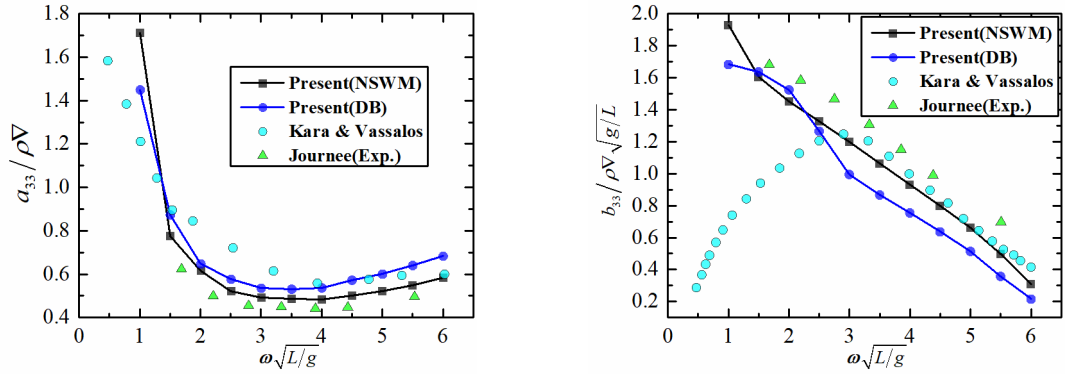 1.8
1.6
1.4
1.2
1.0
0.8
0.6
0.4
a₃₃/ρ∇
Present(NSWM)
Present(DB)
Kara & Vassalos
Journee(Exp.)
0 1 2 3 4 5 6
ω√L/g
2.0
1.8
1.6
1.4
1.2
1.0
0.8
0.6
0.4
0.2
b₃₃/ρ∇√g/L
Present(NSWM)
Present(DB)
Kara & Vassalos
Journee(Exp.)
0 1 2 3 4 5 6
ω√L/g